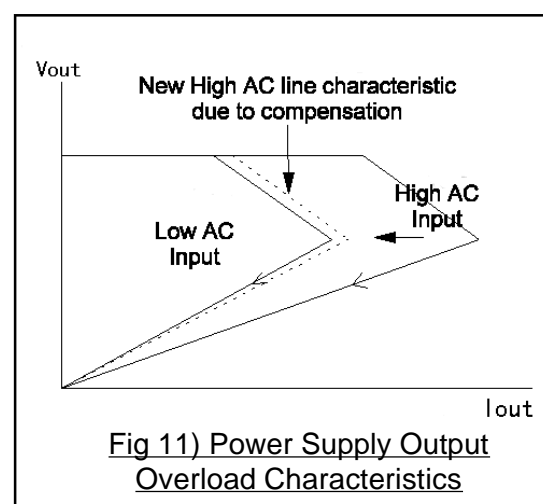 Vout
New High AC line characteristic
due to compensation
High AC
Input
Low AC
Input
Iout
Fig 11) Power Supply Output
Overload Characteristics